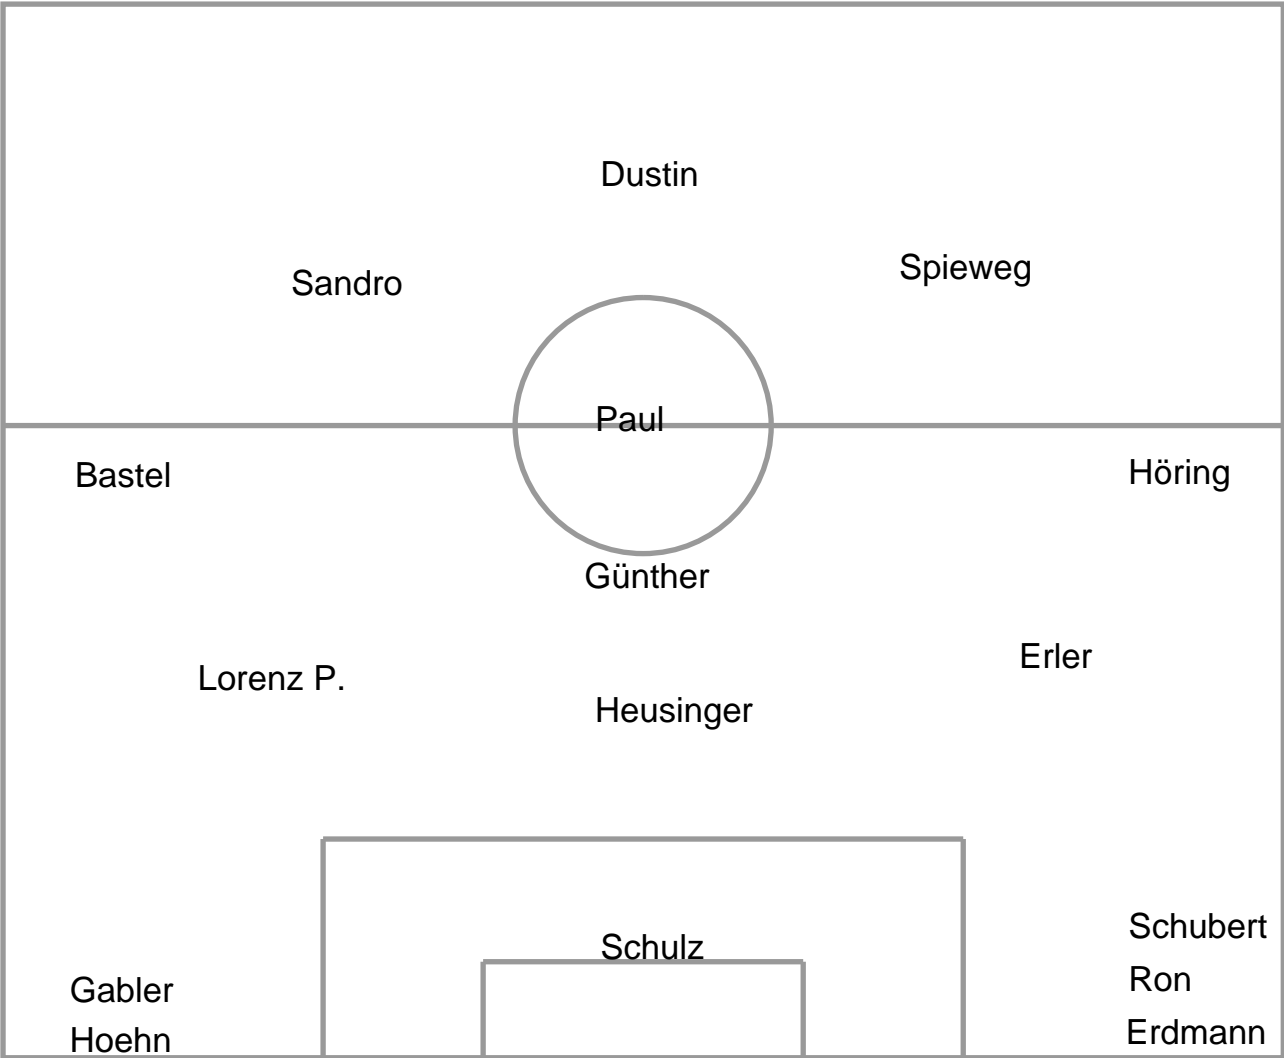 Dustin
Spieweg
Sandro
Paul
Bastel
Höring
Günther
Erler
Lorenz P.
Heusinger
Schulz
Schubert
Ron
Gabler
Erdmann
Hoehn